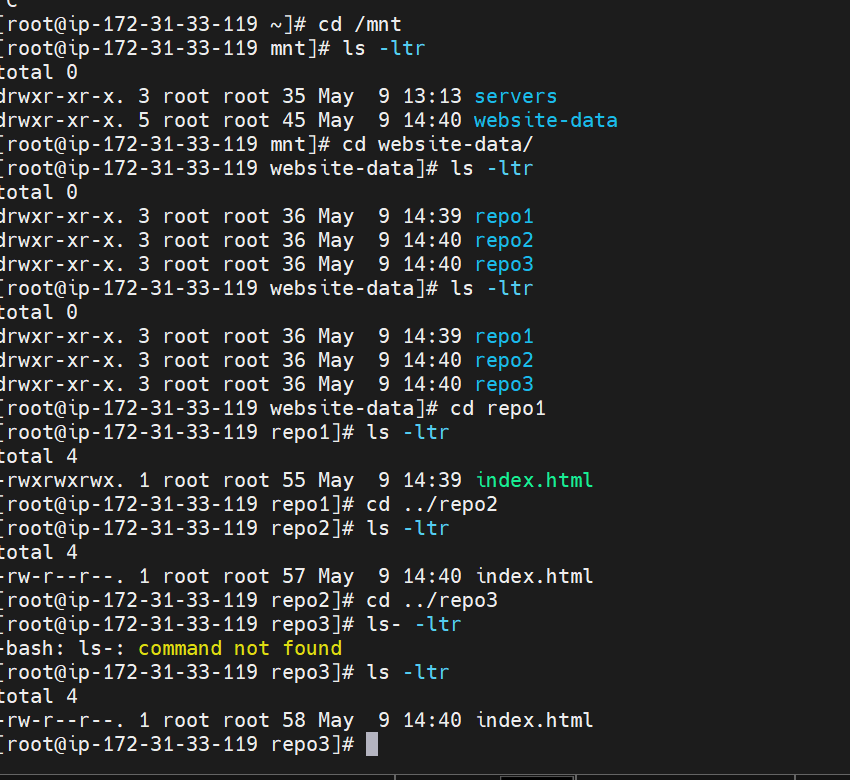 [root@ip-172-31-33-119 ~]# cd /mnt
[root@ip-172-31-33-119 mnt]# ls -ltr
total 0
drwxr-xr-x. 3 root root 35 May  9 13:13 servers
drwxr-xr-x. 5 root root 45 May  9 14:40 website-data
[root@ip-172-31-33-119 mnt]# cd website-data/
[root@ip-172-31-33-119 website-data]# ls -ltr
total 0
drwxr-xr-x. 3 root root 36 May  9 14:39 repo1
drwxr-xr-x. 3 root root 36 May  9 14:40 repo2
drwxr-xr-x. 3 root root 36 May  9 14:40 repo3
[root@ip-172-31-33-119 website-data]# ls -ltr
total 0
drwxr-xr-x. 3 root root 36 May  9 14:39 repo1
drwxr-xr-x. 3 root root 36 May  9 14:40 repo2
drwxr-xr-x. 3 root root 36 May  9 14:40 repo3
[root@ip-172-31-33-119 website-data]# cd repo1
[root@ip-172-31-33-119 repo1]# ls -ltr
total 4
-rwxrwxrwx. 1 root root 55 May  9 14:39 index.html
[root@ip-172-31-33-119 repo1]# cd ../repo2
[root@ip-172-31-33-119 repo2]# ls -ltr
total 4
-rw-r--r--. 1 root root 57 May  9 14:40 index.html
[root@ip-172-31-33-119 repo2]# cd ../repo3
[root@ip-172-31-33-119 repo3]# ls- -ltr
-bash: ls-: command not found
[root@ip-172-31-33-119 repo3]# ls -ltr
total 4
-rw-r--r--. 1 root root 58 May  9 14:40 index.html
[root@ip-172-31-33-119 repo3]#